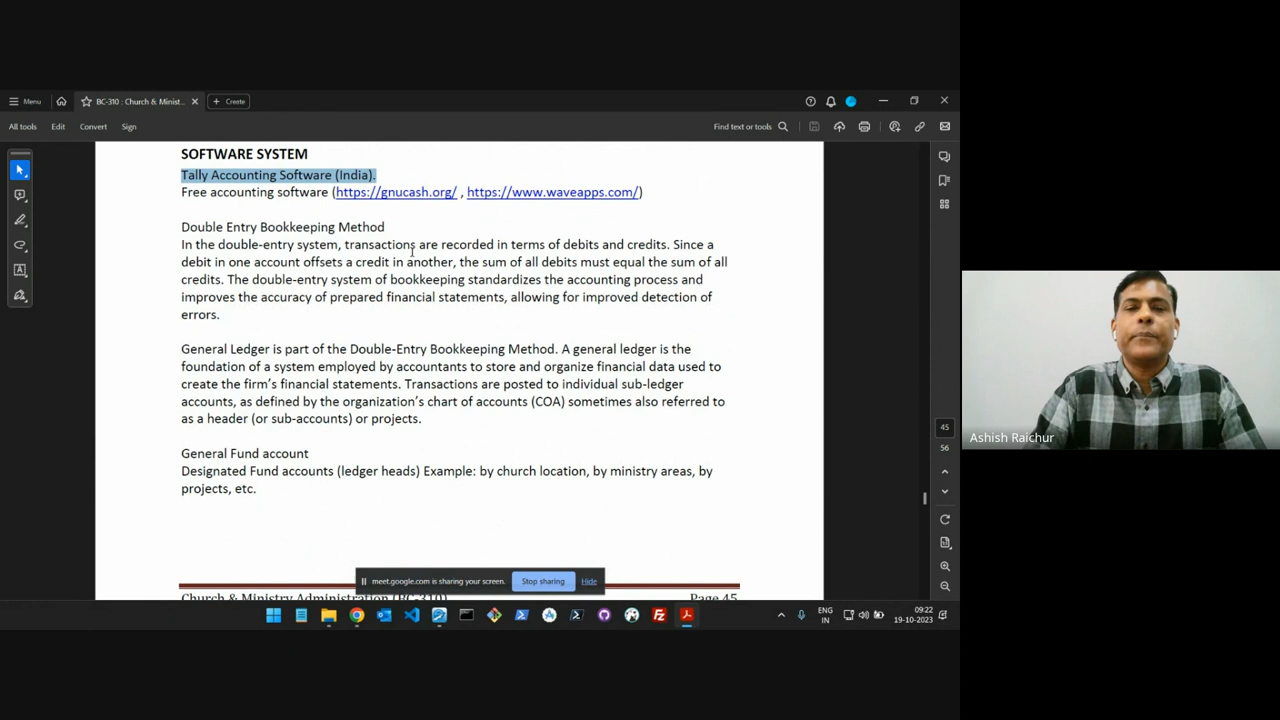 Menu
BC-310 : Church & Minist...
Create
All tools
Edit
Convert
Sign
Find text or tools
SOFTWARE SYSTEM
Tally Accounting Software (India).
Free accounting software (https://gnucash.org/ , https://www.waveapps.com/)
Double Entry Bookkeeping Method
In the double-entry system, transactions are recorded in terms of debits and credits. Since a
debit in one account offsets a credit in another, the sum of all debits must equal the sum of all
credits. The double-entry system of bookkeeping standardizes the accounting process and
improves the accuracy of prepared financial statements, allowing for improved detection of
errors.
General Ledger is part of the Double-Entry Bookkeeping Method. A general ledger is the
foundation of a system employed by accountants to store and organize financial data used to
create the firm's financial statements. Transactions are posted to individual sub-ledger
accounts, as defined by the organization's chart of accounts (COA) sometimes also referred to
as a header (or sub-accounts) or projects.
General Fund account
Designated Fund accounts (ledger heads) Example: by church location, by ministry areas, by
projects, etc.
Church & Ministry Administration (BC-310)
Page 45
45
56
meet.google.com is sharing your screen.
Stop sharing
Hide
ENG
IN
09:22
19-10-2023
Ashish Raichur